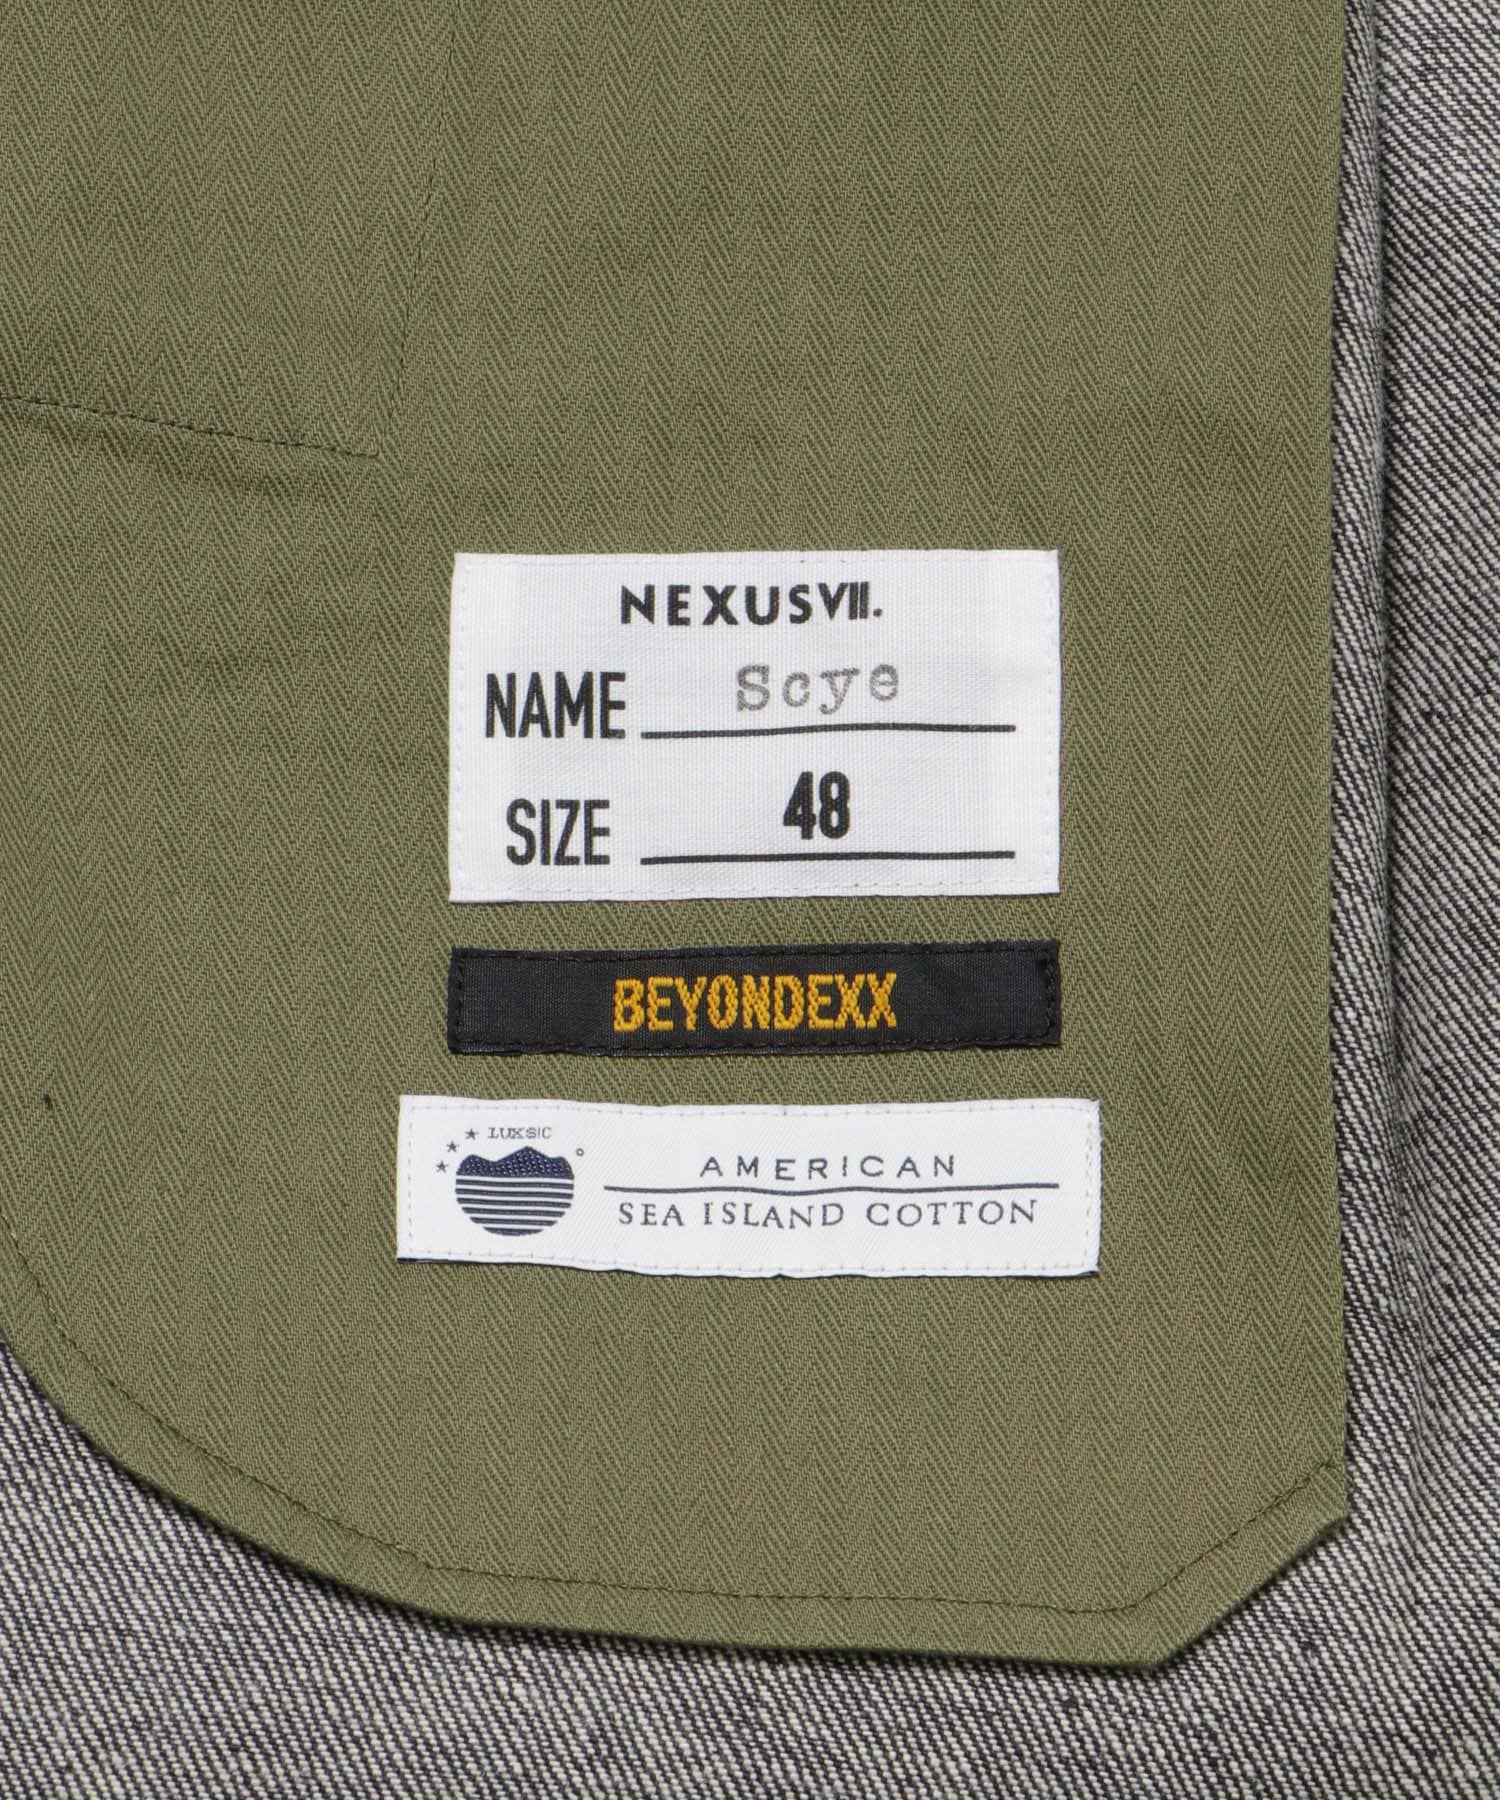 NEXUSVII.
NAME Scye
SIZE 48
BEYONDEXX
LUXSIC
AMERICAN
SEA ISLAND COTTON